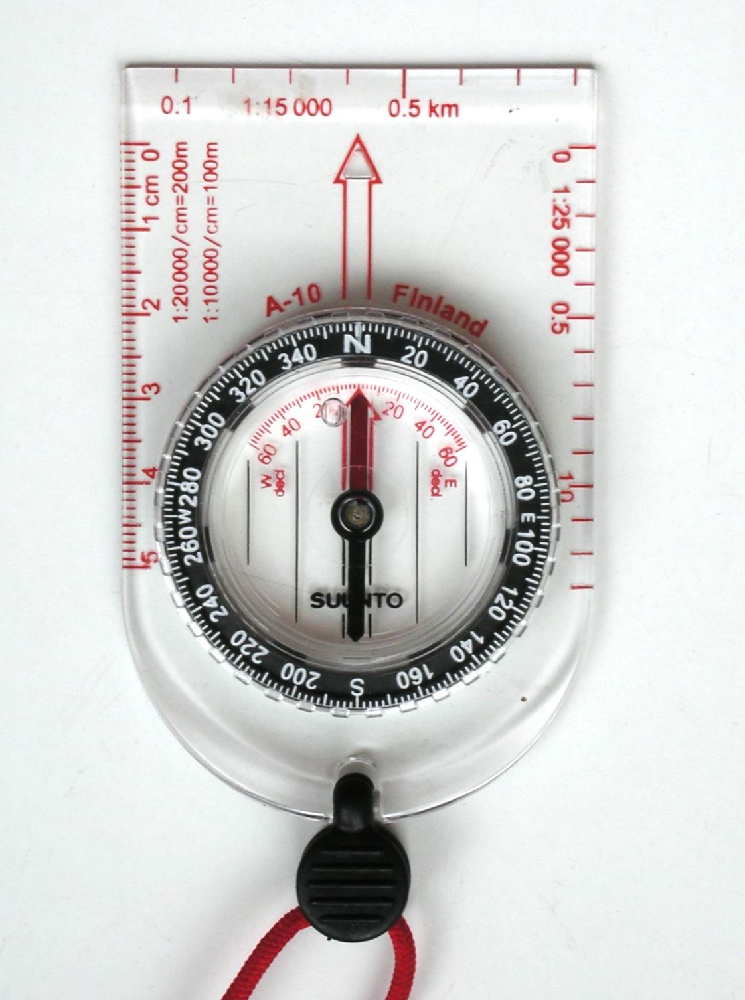 0.1 1:15 000 0.5 km
0 1 cm 2 3 4 5
1:20000/cm=200m
1:10000/cm=100m
0 1:25 000 0.5 1.0
A-10 Finland
N 20 40 60 80 E 100 120 140 160 S 200 220 240 260 W 280 300 320 340
60 40 20 40 60
W decl.
E decl.
SUUNTO